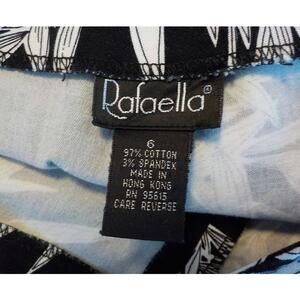 Rafaella®
6
97% COTTON
3% SPANDEX
MADE IN
HONG KONG
RN 95615
CARE REVERSE